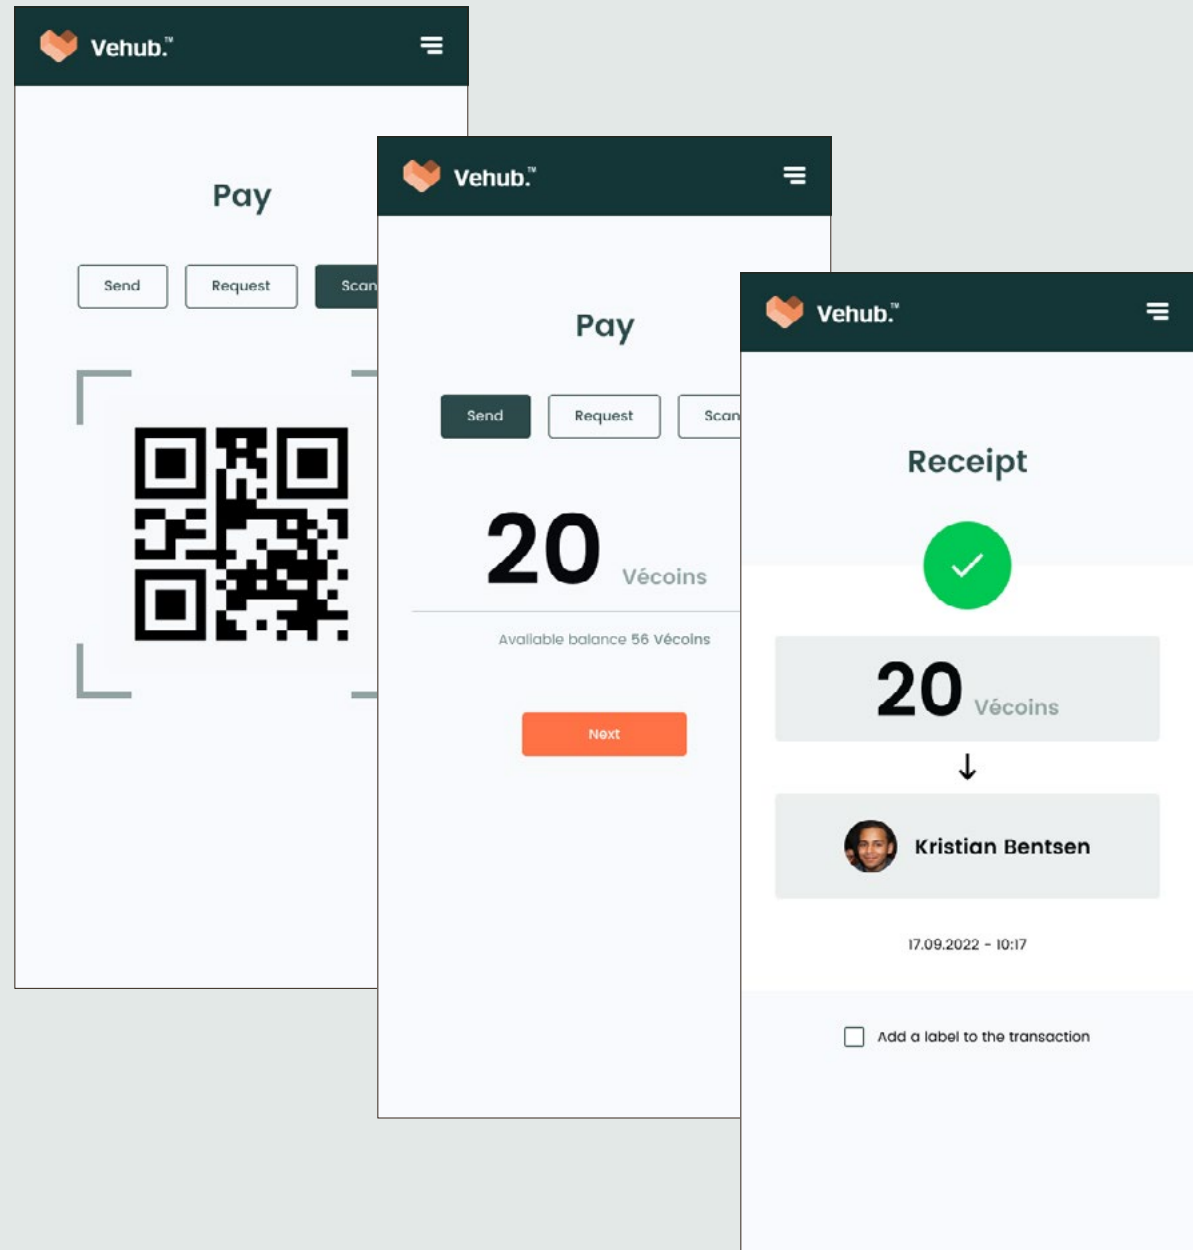 Vehub.™
Pay
Send Request Scan
Vehub.™
Pay
Send Request Scan
20 Vécoins
Available balance 56 Vécoins
Next
Vehub.™
Receipt
20 Vécoins
Kristian Bentsen
17.09.2022 - 10:17
Add a label to the transaction